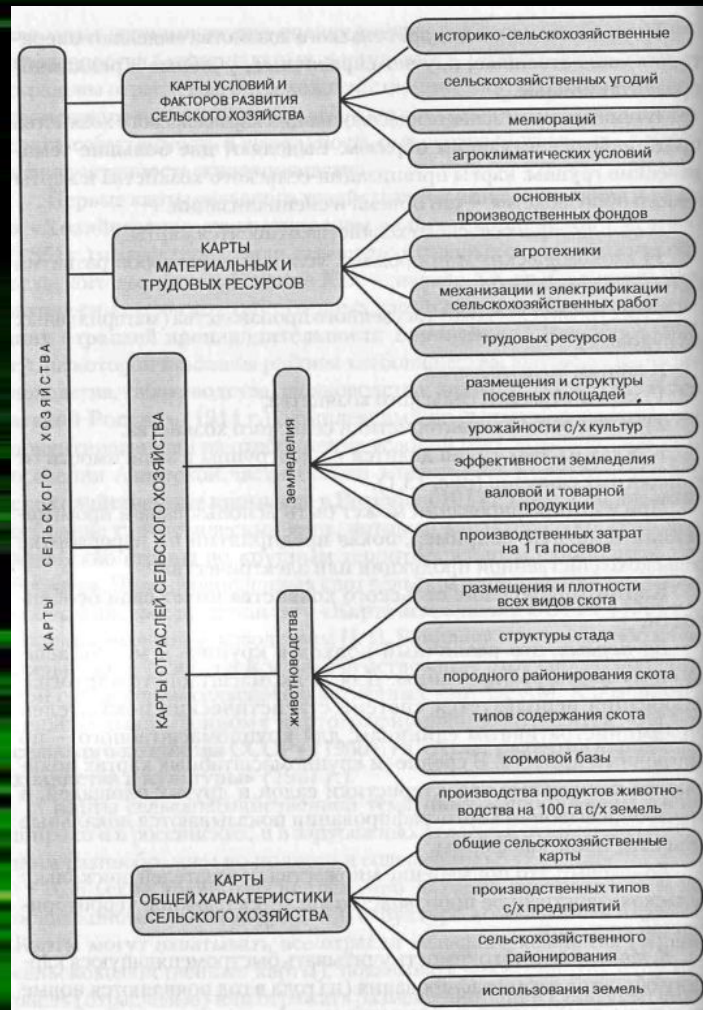 КАРТЫ СЕЛЬСКОГО ХОЗЯЙСТВА
КАРТЫ УСЛОВИЙ И
ФАКТОРОВ РАЗВИТИЯ
СЕЛЬСКОГО ХОЗЯЙСТВА
историко-сельскохозяйственные
сельскохозяйственных угодий
мелиораций
агроклиматических условий
КАРТЫ
МАТЕРИАЛЬНЫХ И
ТРУДОВЫХ РЕСУРСОВ
основных
производственных фондов
агротехники
механизации и электрификации
сельскохозяйственных работ
трудовых ресурсов
КАРТЫ ОТРАСЛЕЙ СЕЛЬСКОГО ХОЗЯЙСТВА
земледелия
размещения и структуры
посевных площадей
урожайности с/х культур
эффективности земледелия
валовой и товарной
продукции
производственных затрат
на 1 га посевов
животноводства
размещения и плотности
всех видов скота
структуры стада
породного районирования скота
типов содержания скота
кормовой базы
производства продуктов животно-
водства на 100 га с/х земель
КАРТЫ
ОБЩЕЙ ХАРАКТЕРИСТИКИ
СЕЛЬСКОГО ХОЗЯЙСТВА
общие сельскохозяйственные
карты
производственных типов
с/х предприятий
сельскохозяйственного
районирования
использования земель